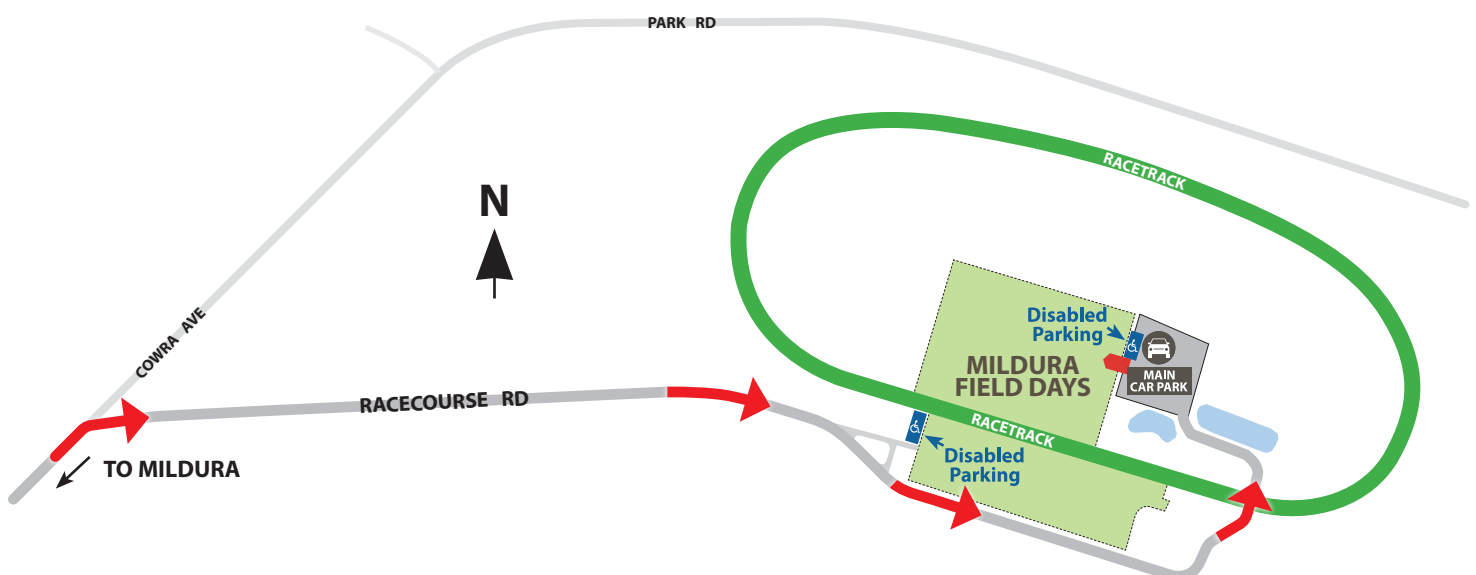 PARK RD
RACETRACK
N
COWRA AVE
Disabled
Parking
MILDURA
FIELD DAYS
MAIN
CAR PARK
RACECOURSE RD
RACETRACK
TO MILDURA
Disabled
Parking